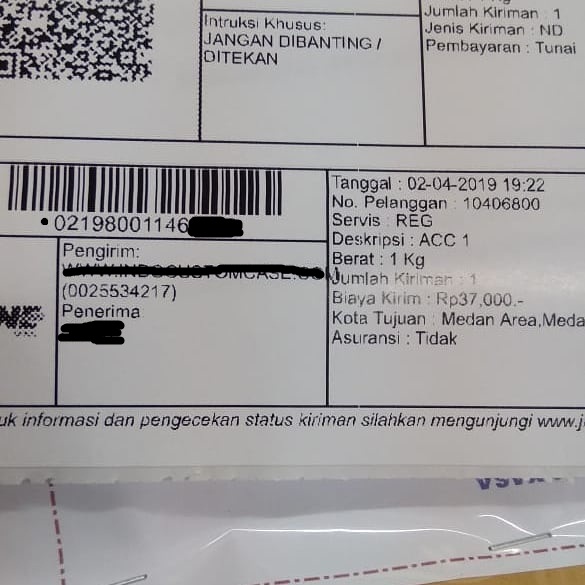 Intruksi Khusus:
JANGAN DIBANTING /
DITEKAN
Jumlah Kiriman : 1
Jenis Kiriman : ND
Pembayaran : Tunai
02198001146
Pengirim:
WWW.INDOCUSTOMCASE.COM
(0025534217)
Penerima
Tanggal : 02-04-2019 19:22
No. Pelanggan : 10406800
Servis : REG
Deskripsi : ACC 1
Berat : 1 Kg
Jumlah Kiriman : 1
Biaya Kirim : Rp37,000.-
Kota Tujuan : Medan Area,Meda
Asuransi : Tidak
uk informasi dan pengecekan status kiriman silahkan mengunjungi www.j